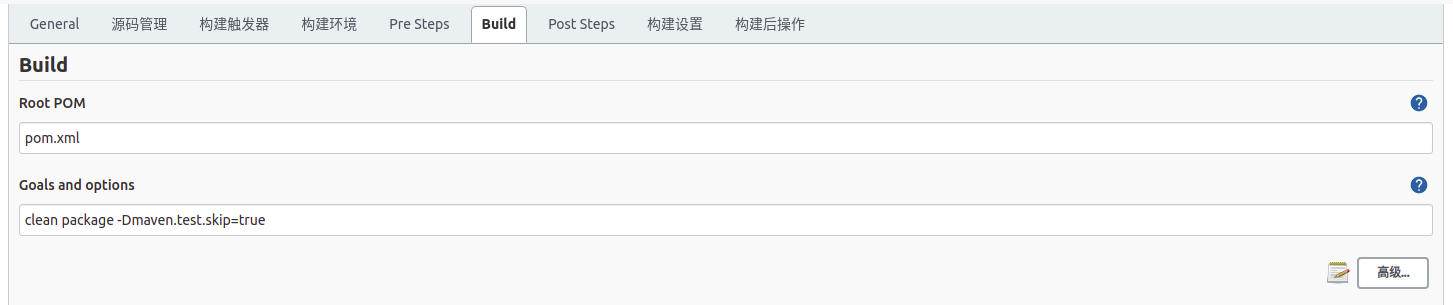 General 源码管理 构建触发器 构建环境 Pre Steps Build Post Steps 构建设置 构建后操作
Build
Root POM
pom.xml
Goals and options
clean package -Dmaven.test.skip=true
高级...